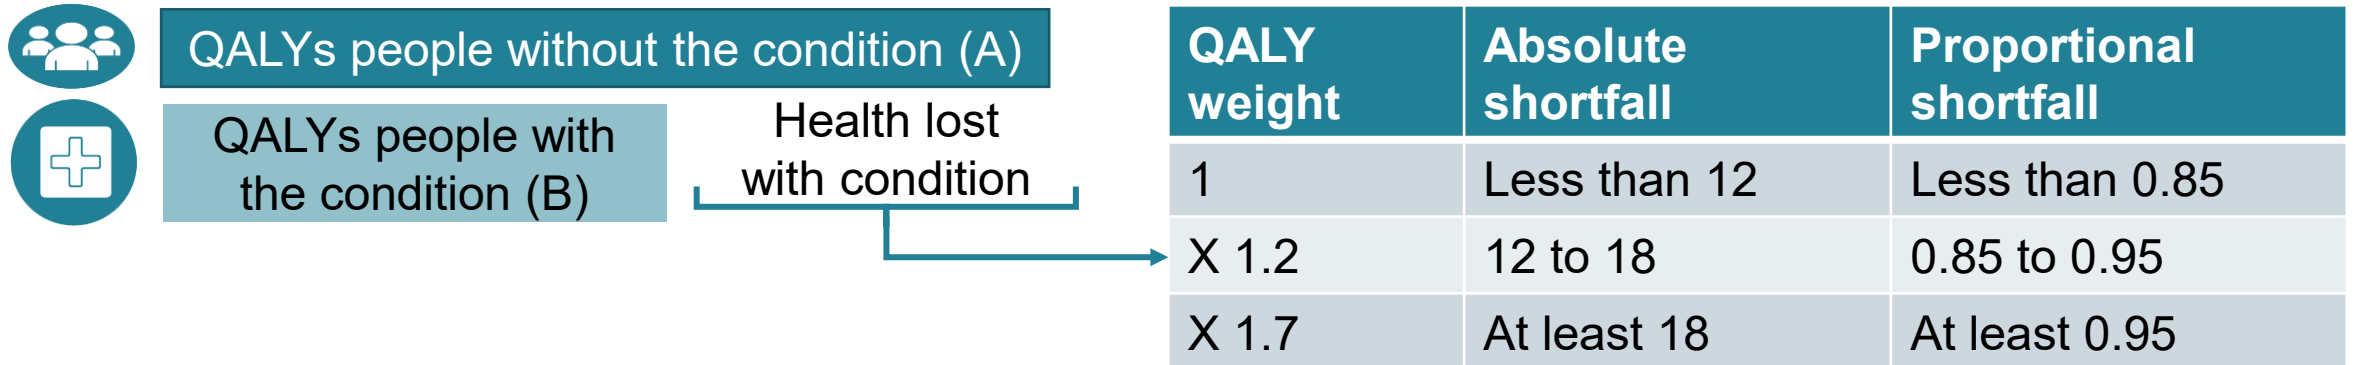 QALYs people without the condition (A)
QALYs people with
the condition (B)
Health lost
with condition
QALY
weight
Absolute
shortfall
Proportional
shortfall
1
Less than 12
Less than 0.85
X 1.2
12 to 18
0.85 to 0.95
X 1.7
At least 18
At least 0.95